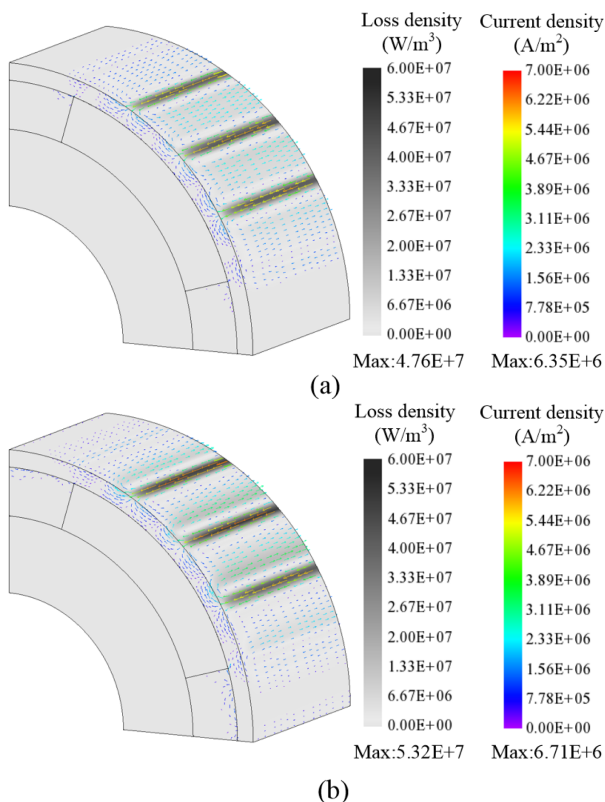 Loss density Current density
(W/m³) (A/m²)
6.00E+07 7.00E+06
5.33E+07 6.22E+06
4.67E+07 5.44E+06
4.00E+07 4.67E+06
3.33E+07 3.89E+06
2.67E+07 3.11E+06
2.00E+07 2.33E+06
1.33E+07 1.56E+06
6.67E+06 7.78E+05
0.00E+00 0.00E+00
Max:4.76E+7 Max:6.35E+6
(a)
Loss density Current density
(W/m³) (A/m²)
6.00E+07 7.00E+06
5.33E+07 6.22E+06
4.67E+07 5.44E+06
4.00E+07 4.67E+06
3.33E+07 3.89E+06
2.67E+07 3.11E+06
2.00E+07 2.33E+06
1.33E+07 1.56E+06
6.67E+06 7.78E+05
0.00E+00 0.00E+00
Max:5.32E+7 Max:6.71E+6
(b)